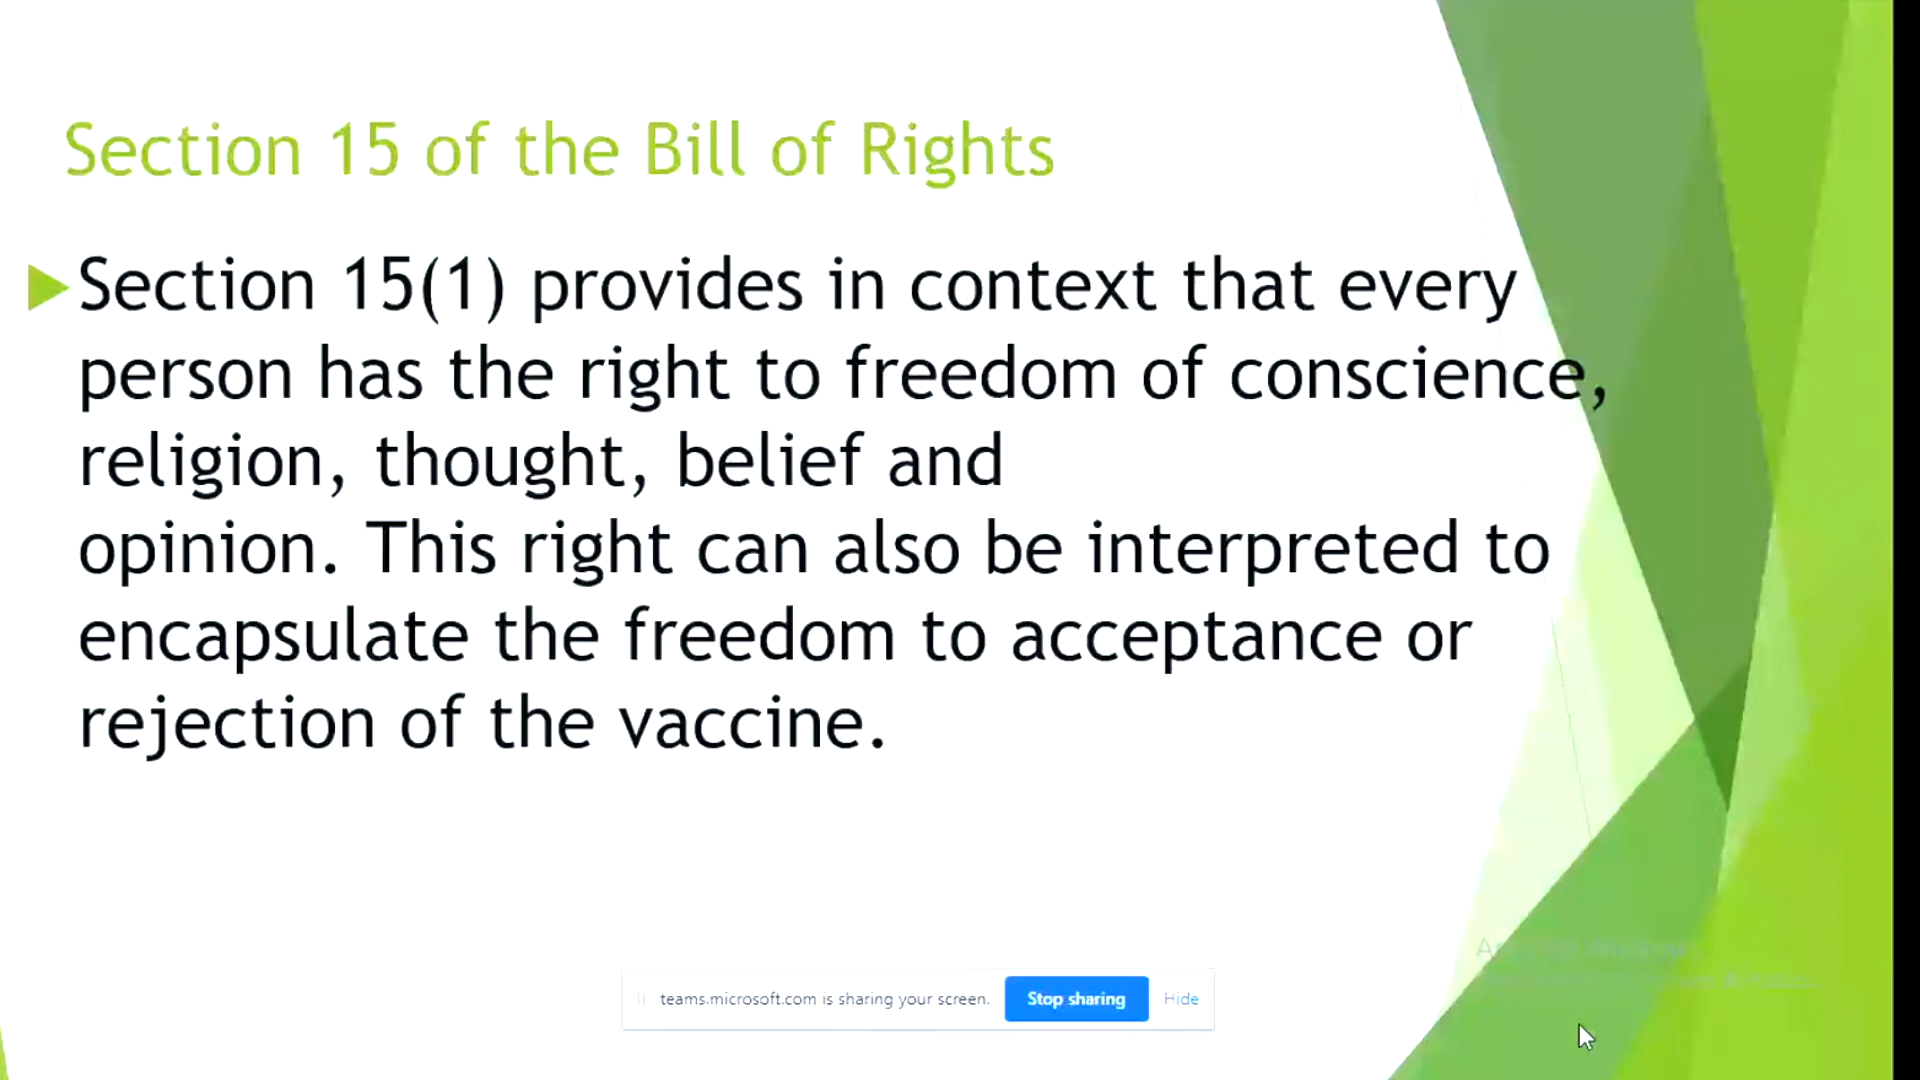 Section 15 of the Bill of Rights
Section 15(1) provides in context that every
person has the right to freedom of conscience,
religion, thought, belief and
opinion. This right can also be interpreted to
encapsulate the freedom to acceptance or
rejection of the vaccine.
teams.microsoft.com is sharing your screen. Stop sharing Hide